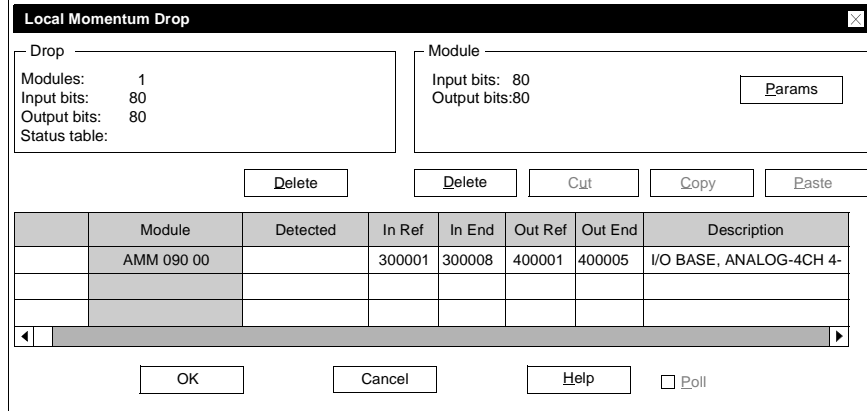 Local Momentum Drop
Drop
Modules: 1
Input bits: 80
Output bits: 80
Status table:
Module
Input bits: 80
Output bits:80
Params
Delete
Delete Cut Copy Paste
Module Detected In Ref In End Out Ref Out End Description
AMM 090 00 300001 300008 400001 400005 I/O BASE, ANALOG-4CH 4-
OK Cancel Help Poll